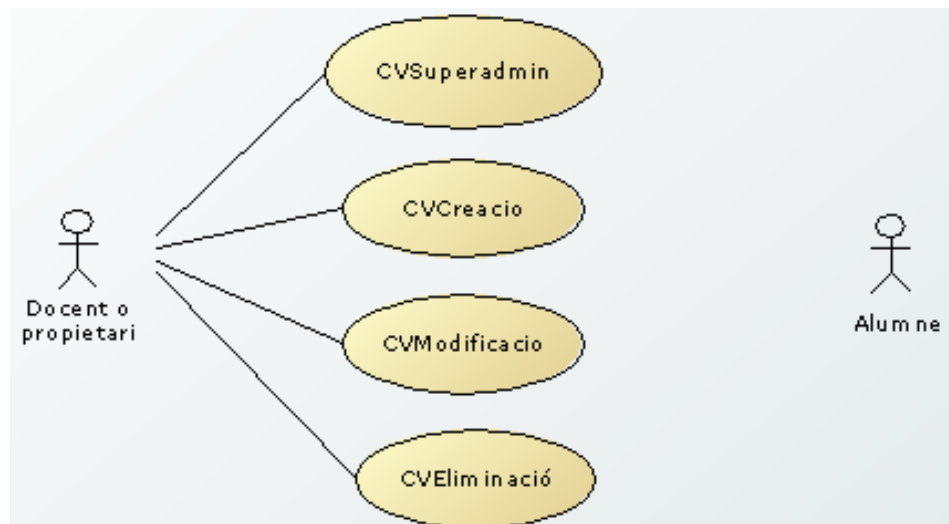 CVSuperadmin
CVCreacio
Docent o
propietari
Alumne
CVModificacio
CVEliminació